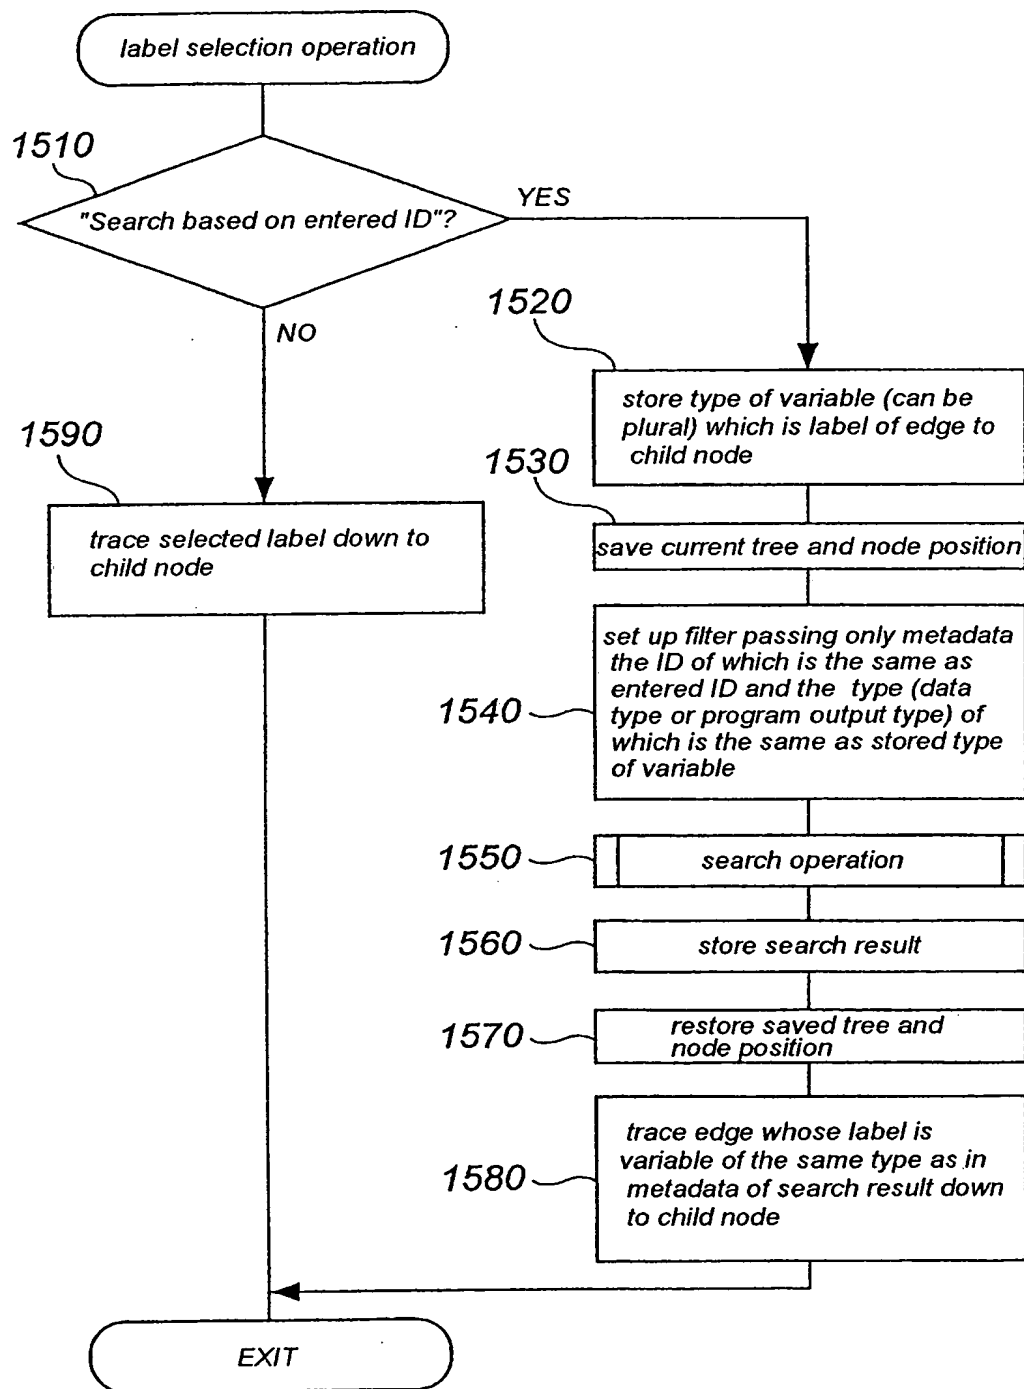 label selection operation
1510
"Search based on entered ID"?
YES
NO
1520
store type of variable (can be
plural) which is label of edge to
child node
1590
trace selected label down to
child node
1530
save current tree and node position
1540
set up filter passing only metadata
the ID of which is the same as
entered ID and the type (data
type or program output type) of
which is the same as stored type
of variable
1550
search operation
1560
store search result
1570
restore saved tree and
node position
1580
trace edge whose label is
variable of the same type as in
metadata of search result down
to child node
EXIT